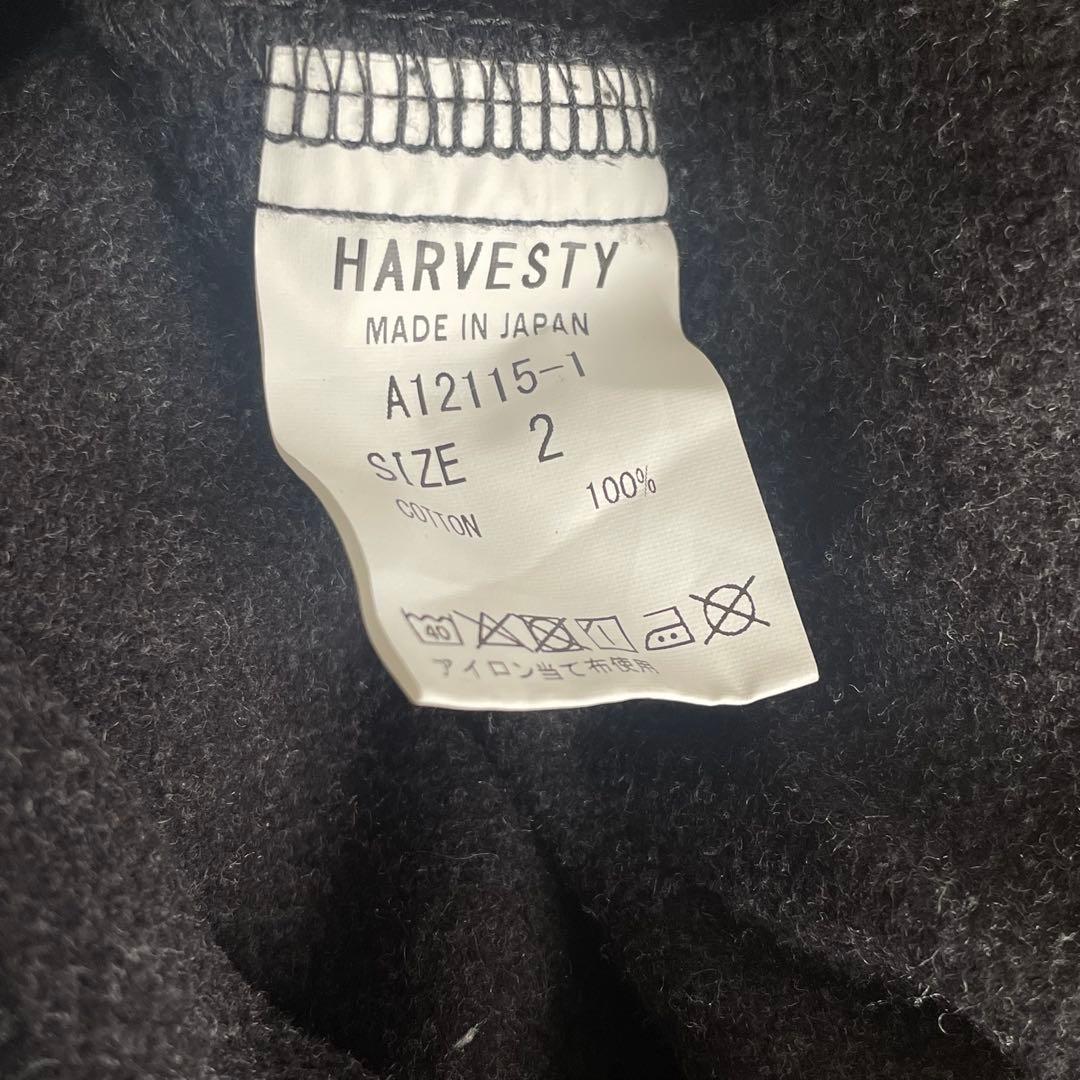 HARVESTY
MADE IN JAPAN
A12115-1
SIZE 2
COTTON 100%
40
アイロン当て布使用